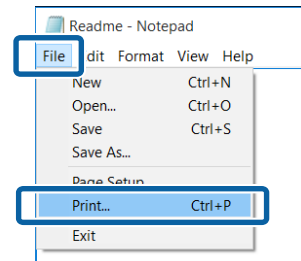 Readme - Notepad
File dit Format View Help
New Ctrl+N
Open... Ctrl+O
Save Ctrl+S
Save As...
Page Setup
Print... Ctrl+P
Exit